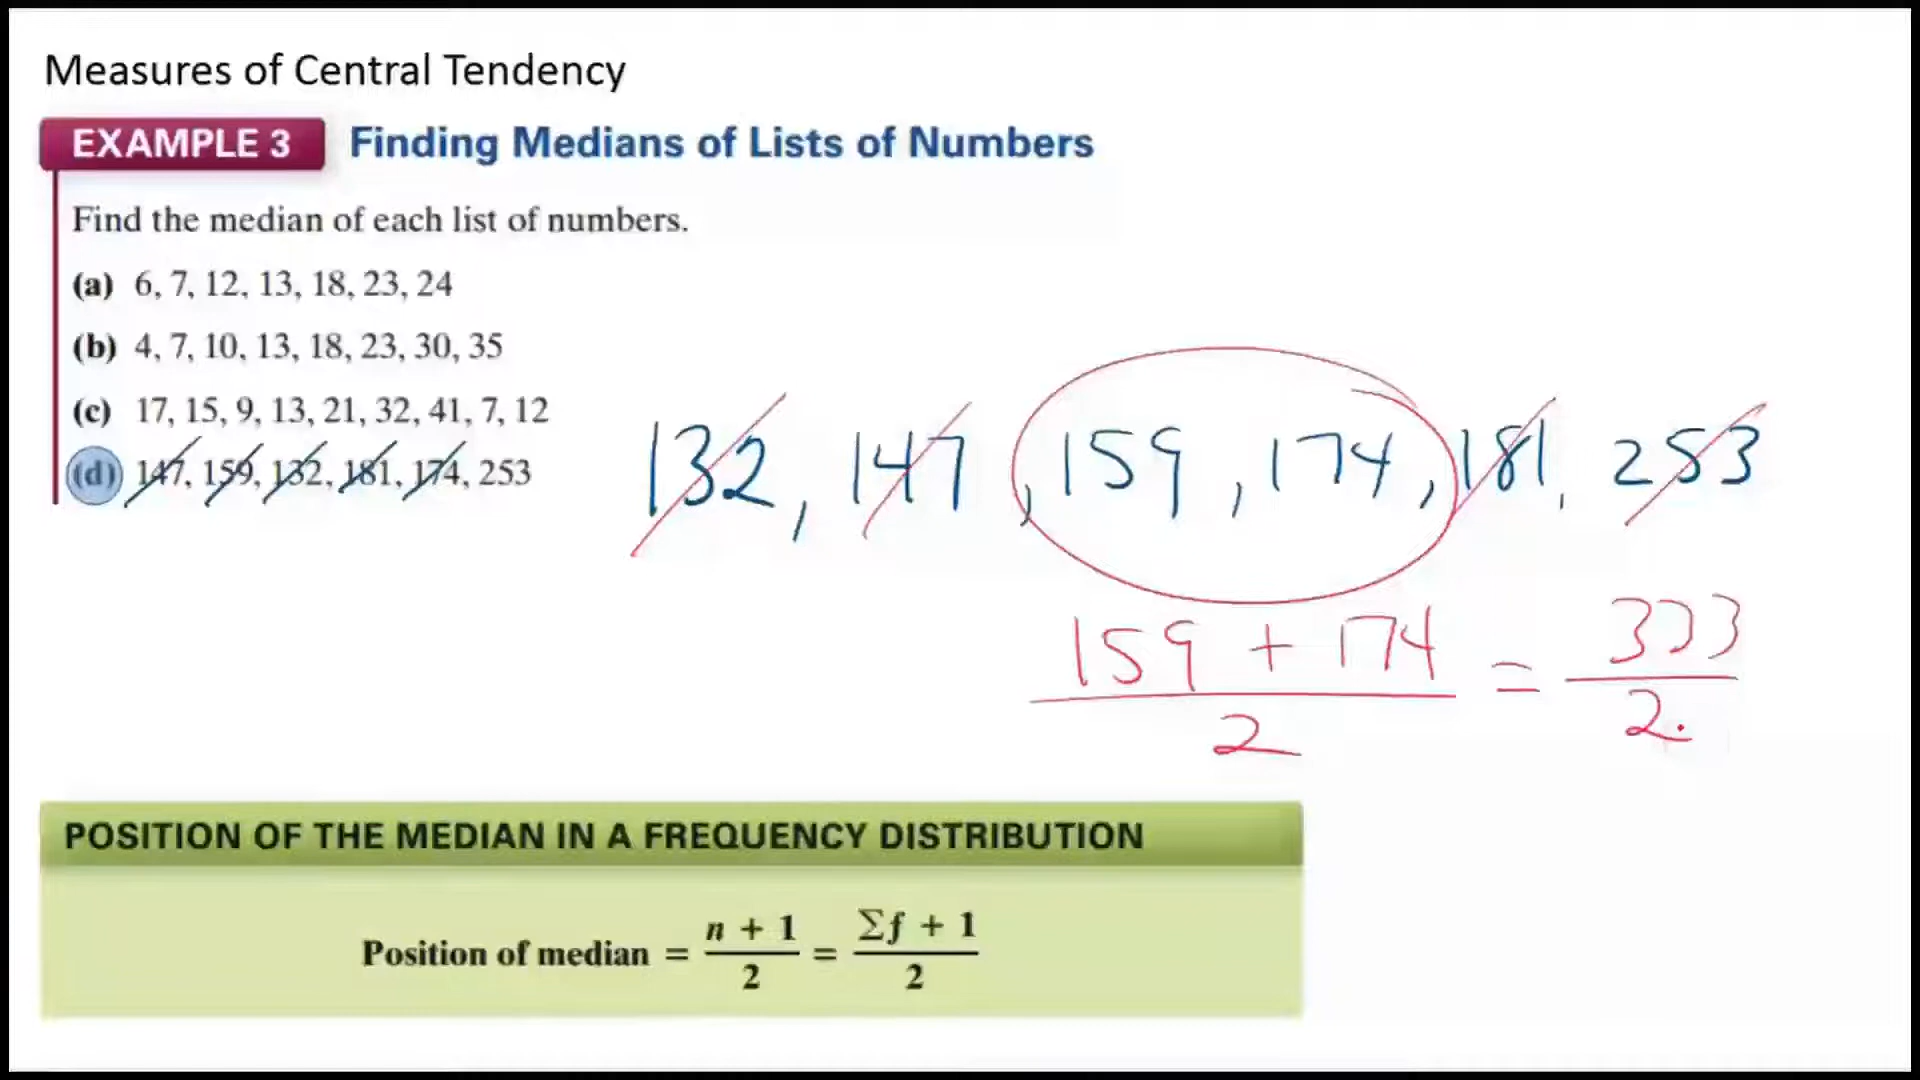 Measures of Central Tendency
EXAMPLE 3 Finding Medians of Lists of Numbers
Find the median of each list of numbers.
(a) 6, 7, 12, 13, 18, 23, 24
(b) 4, 7, 10, 13, 18, 23, 30, 35
(c) 17, 15, 9, 13, 21, 32, 41, 7, 12
(d) 147, 159, 132, 181, 174, 253
132, 147, 159, 174, 181, 253
159 + 174 = 333
2 2
POSITION OF THE MEDIAN IN A FREQUENCY DISTRIBUTION
Position of median = n + 1 / 2 = Σf + 1 / 2